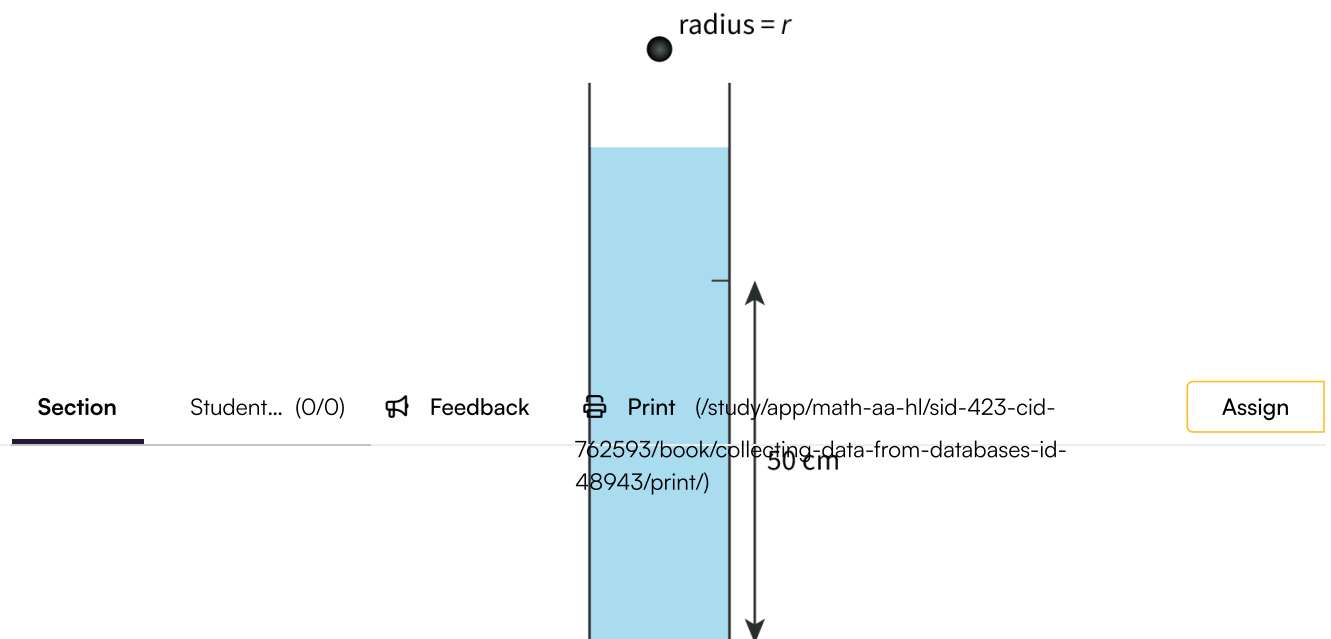 radius = r
Section Student... (0/0) Feedback Print (/study/app/math-aa-hl/sid-423-cid-
762593/book/collecting-data-from-databases-id-
48943/print/)
Assign
50 cm